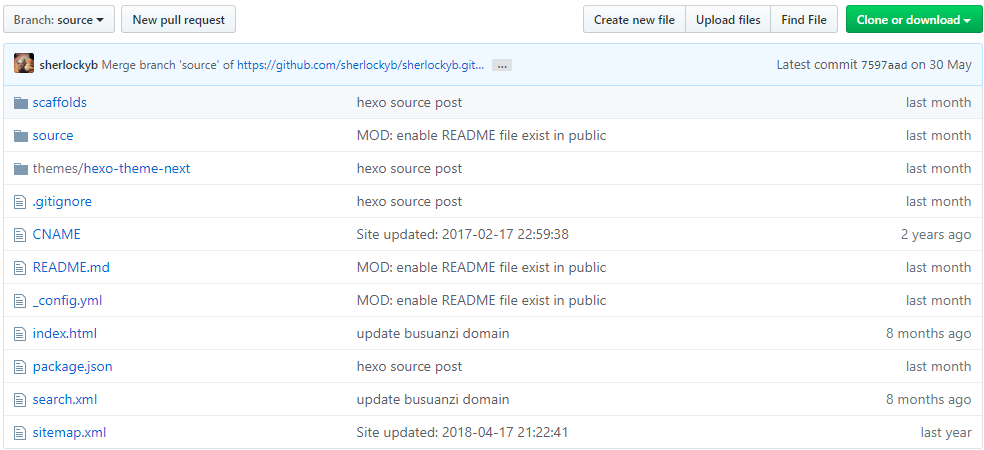 Branch: source New pull request Create new file Upload files Find File Clone or download
sherlockyb Merge branch 'source' of https://github.com/sherlockyb/sherlockyb.git... ... Latest commit 7597aad on 30 May
scaffolds hexo source post last month
source MOD: enable README file exist in public last month
themes/hexo-theme-next hexo source post last month
.gitignore hexo source post last month
CNAME Site updated: 2017-02-17 22:59:38 2 years ago
README.md MOD: enable README file exist in public last month
_config.yml MOD: enable README file exist in public last month
index.html update busuanzi domain 8 months ago
package.json hexo source post last month
search.xml update busuanzi domain 8 months ago
sitemap.xml Site updated: 2018-04-17 21:22:41 last year